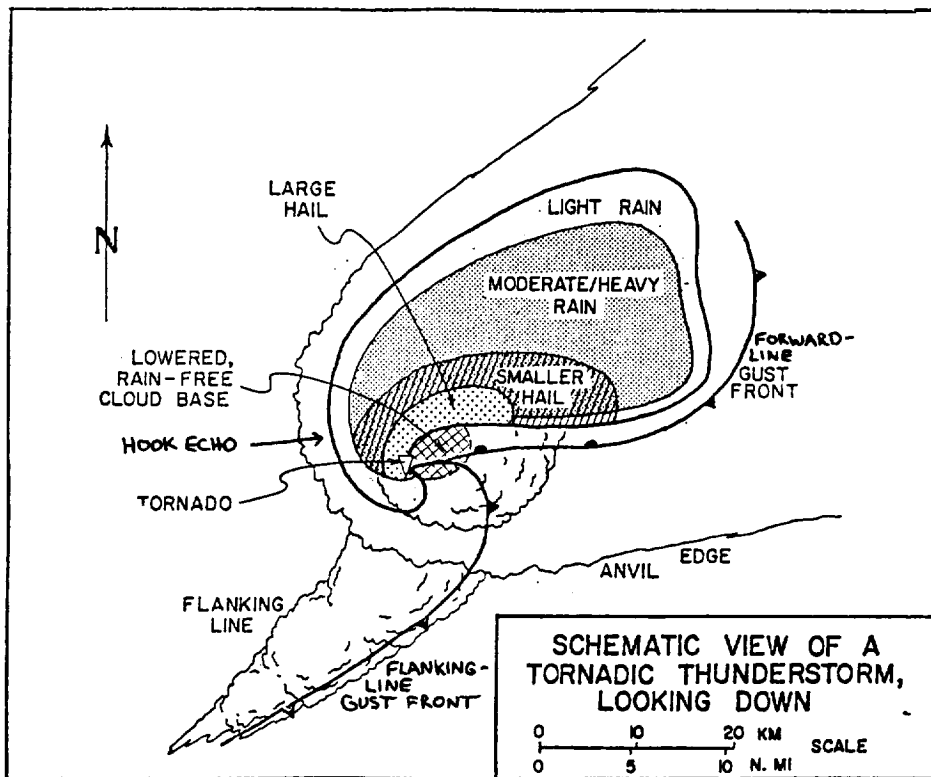 N
LARGE
HAIL
LIGHT RAIN
MODERATE/HEAVY
RAIN
FORWARD-
LINE
GUST
FRONT
LOWERED,
RAIN-FREE
CLOUD BASE
SMALLER
HAIL
HOOK ECHO
TORNADO
ANVIL EDGE
FLANKING
LINE
FLANKING-
LINE
GUST FRONT
SCHEMATIC VIEW OF A
TORNADIC THUNDERSTORM,
LOOKING DOWN
0 10 20 KM
SCALE
0 5 10 N. MI